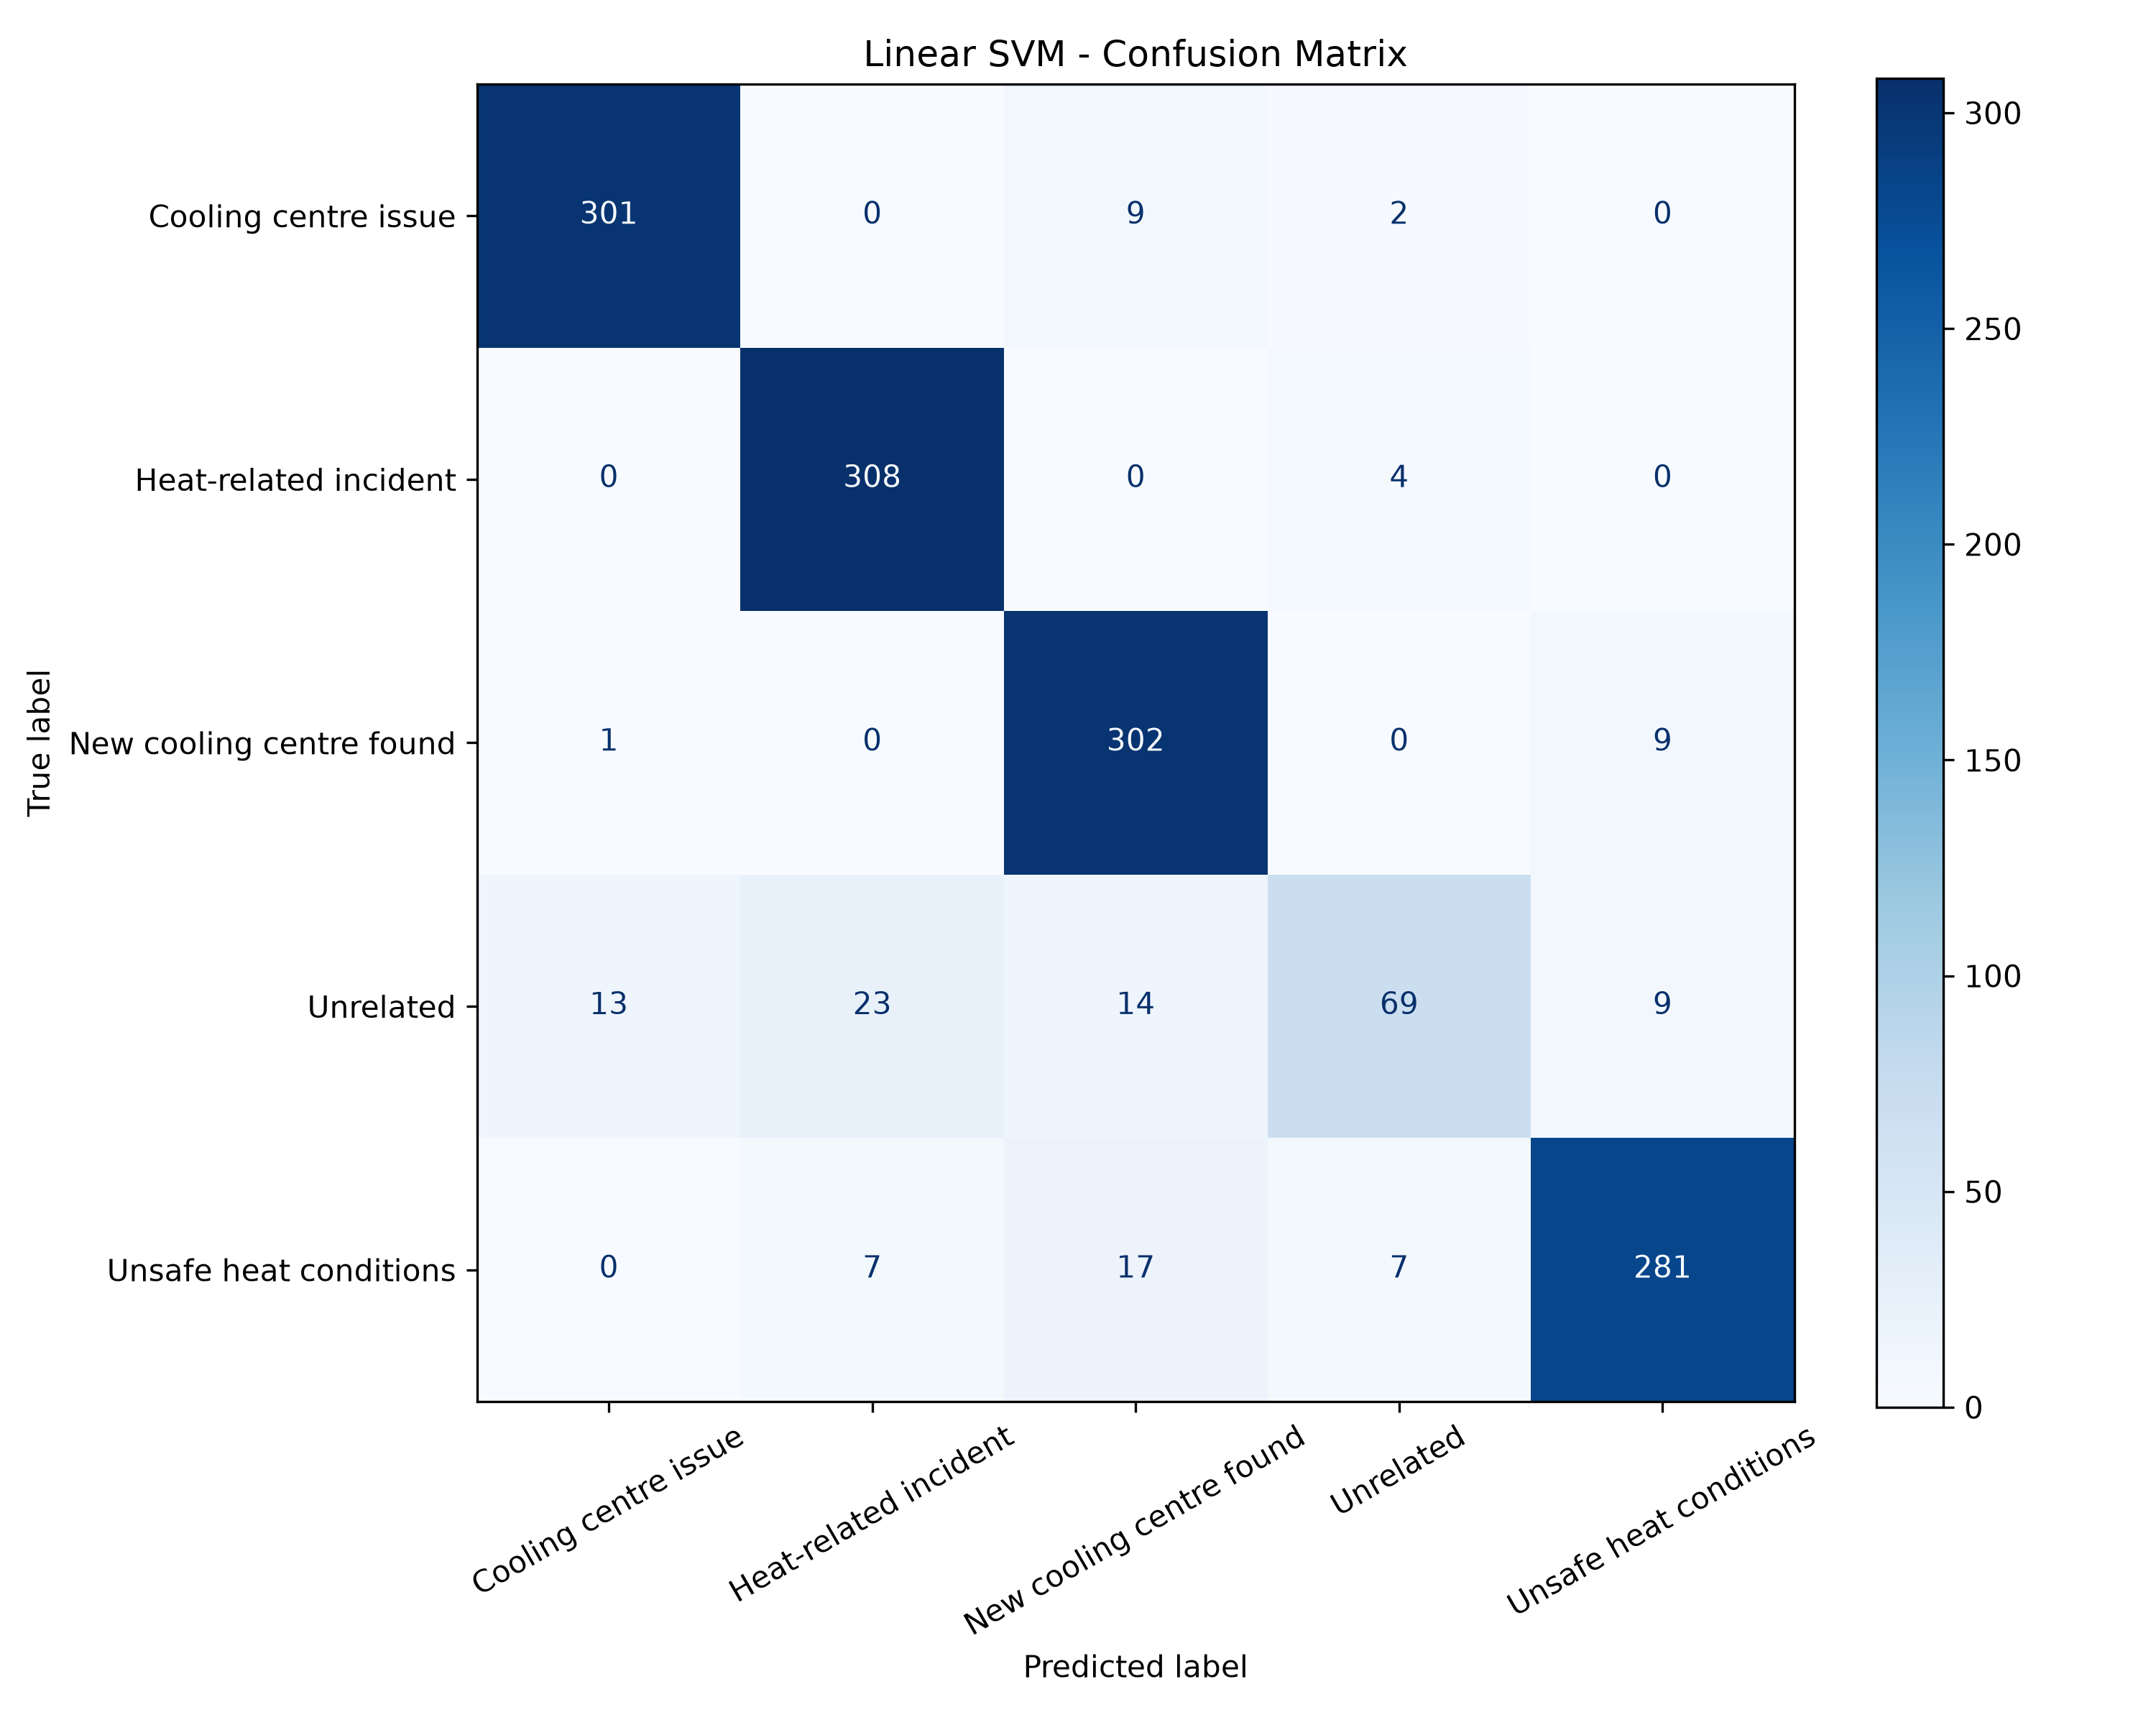 Linear SVM - Confusion Matrix
True label
Cooling centre issue 301 0 9 2 0
Heat-related incident 0 308 0 4 0
New cooling centre found 1 0 302 0 9
Unrelated 13 23 14 69 9
Unsafe heat conditions 0 7 17 7 281
Cooling centre issue
Heat-related incident
New cooling centre found
Unrelated
Unsafe heat conditions
Predicted label
300
250
200
150
100
50
0